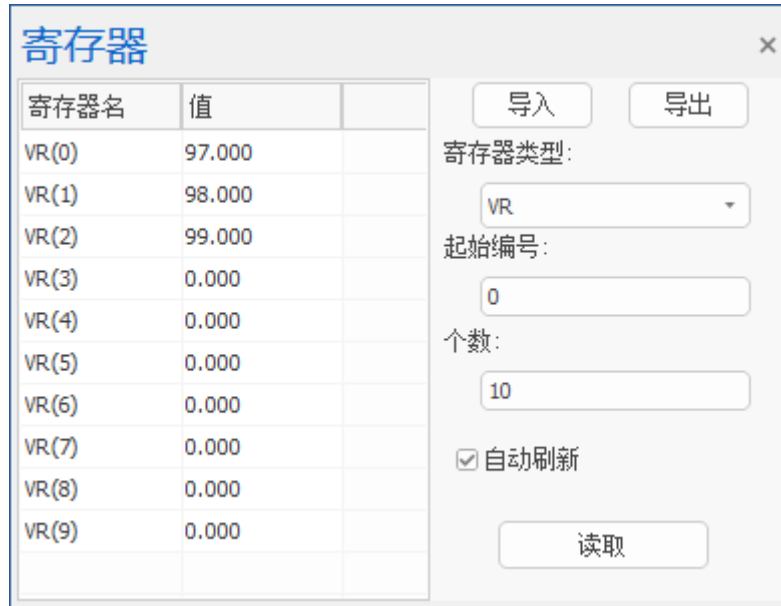 寄存器
×
寄存器名 值
VR(0) 97.000
VR(1) 98.000
VR(2) 99.000
VR(3) 0.000
VR(4) 0.000
VR(5) 0.000
VR(6) 0.000
VR(7) 0.000
VR(8) 0.000
VR(9) 0.000
导入 导出
寄存器类型:
VR
起始编号:
0
个数:
10
自动刷新
读取